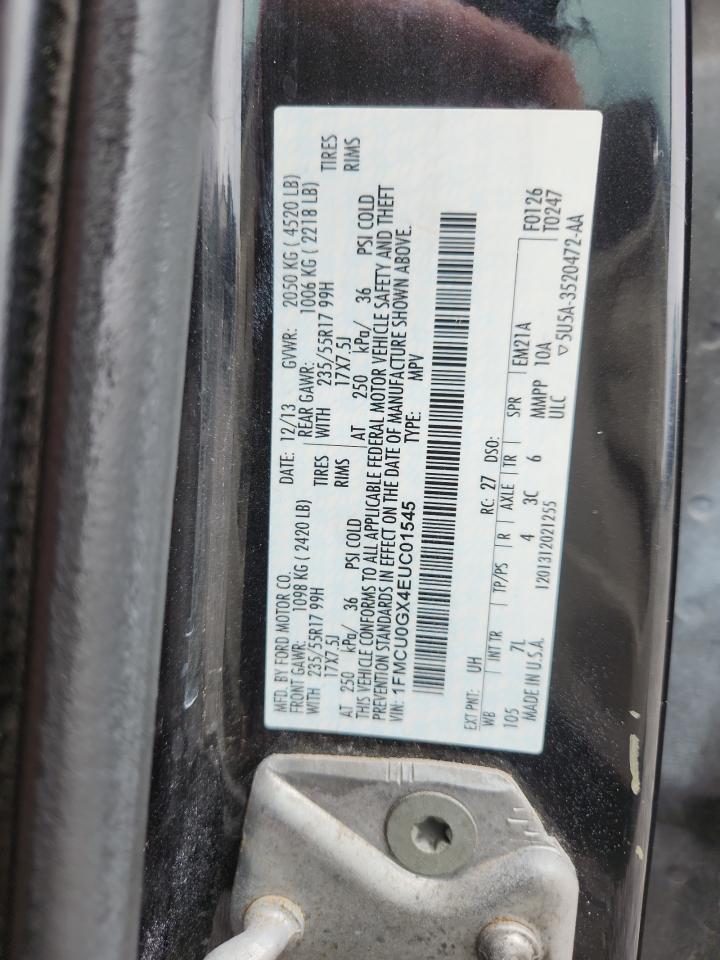 MFD. BY FORD MOTOR CO. DATE: 12/13 GVWR: 2050 KG ( 4520 LB)
FRONT GAWR: 1098 KG ( 2420 LB) REAR GAWR: 1006 KG ( 2218 LB)
WITH 235/55R17 99H TIRES WITH 235/55R17 99H TIRES
17X7.5J RIMS 17X7.5J RIMS
AT 250 kPa/ 36 PSI COLD AT 250 kPa/ 36 PSI COLD
THIS VEHICLE CONFORMS TO ALL APPLICABLE FEDERAL MOTOR VEHICLE SAFETY AND THEFT
PREVENTION STANDARDS IN EFFECT ON THE DATE OF MANUFACTURE SHOWN ABOVE.
VIN: 1FMCU0GX4EUC01545 TYPE: MPV
EXT PNT: UH RC: 27 DSO: F0126
WB INT TR TP/PS R AXLE TR SPR EM21A T0247
105 7L 4 3C 6 MMPP 10A
MADE IN U.S.A. 1201312021255 ULC ▽5U5A-3520472-AA